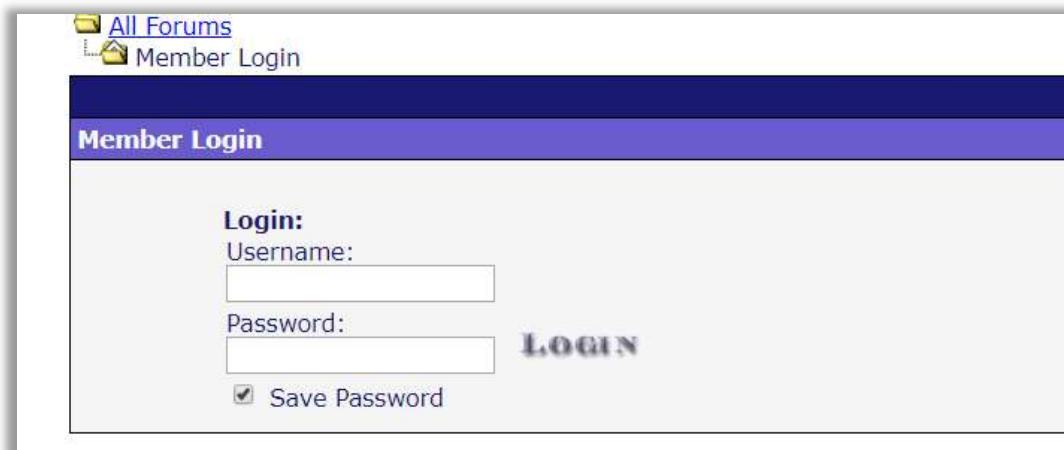 All Forums
Member Login
Member Login
Login:
Username:
Password:
LOGIN
Save Password